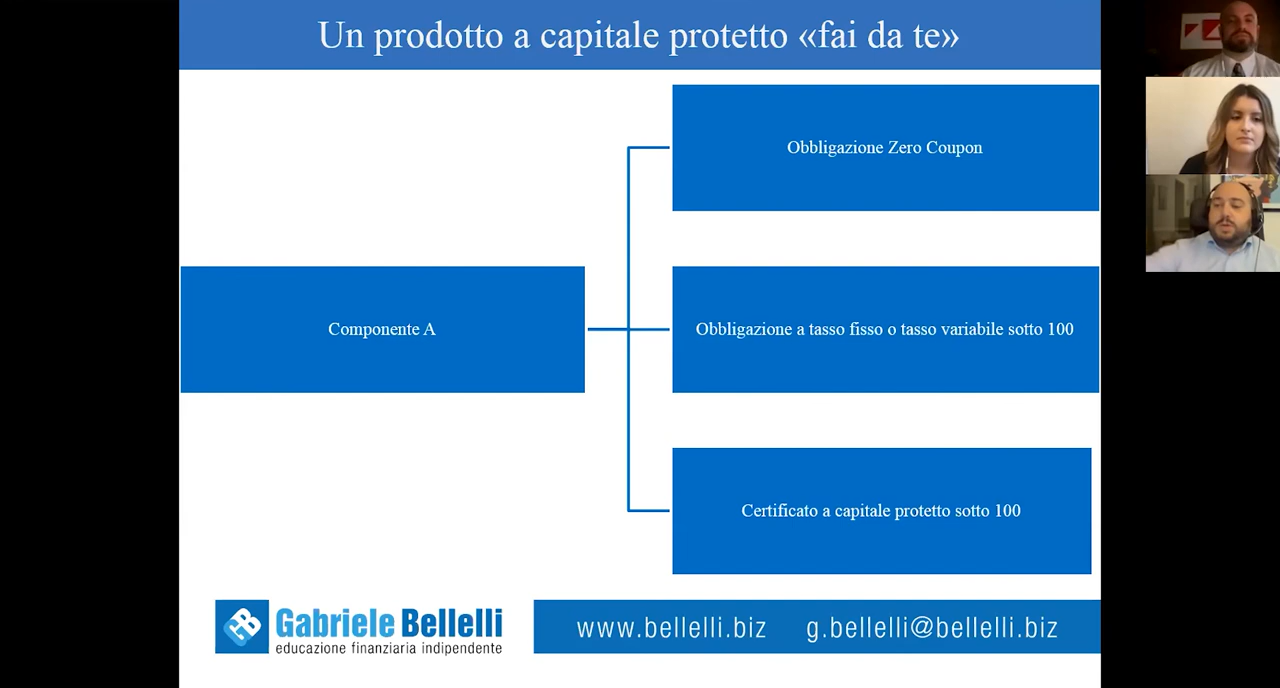 Un prodotto a capitale protetto «fai da te»
Obbligazione Zero Coupon
Componente A
Obbligazione a tasso fisso o tasso variabile sotto 100
Certificato a capitale protetto sotto 100
GB
Gabriele Bellelli
educazione finanziaria indipendente
www.bellelli.biz g.bellelli@bellelli.biz